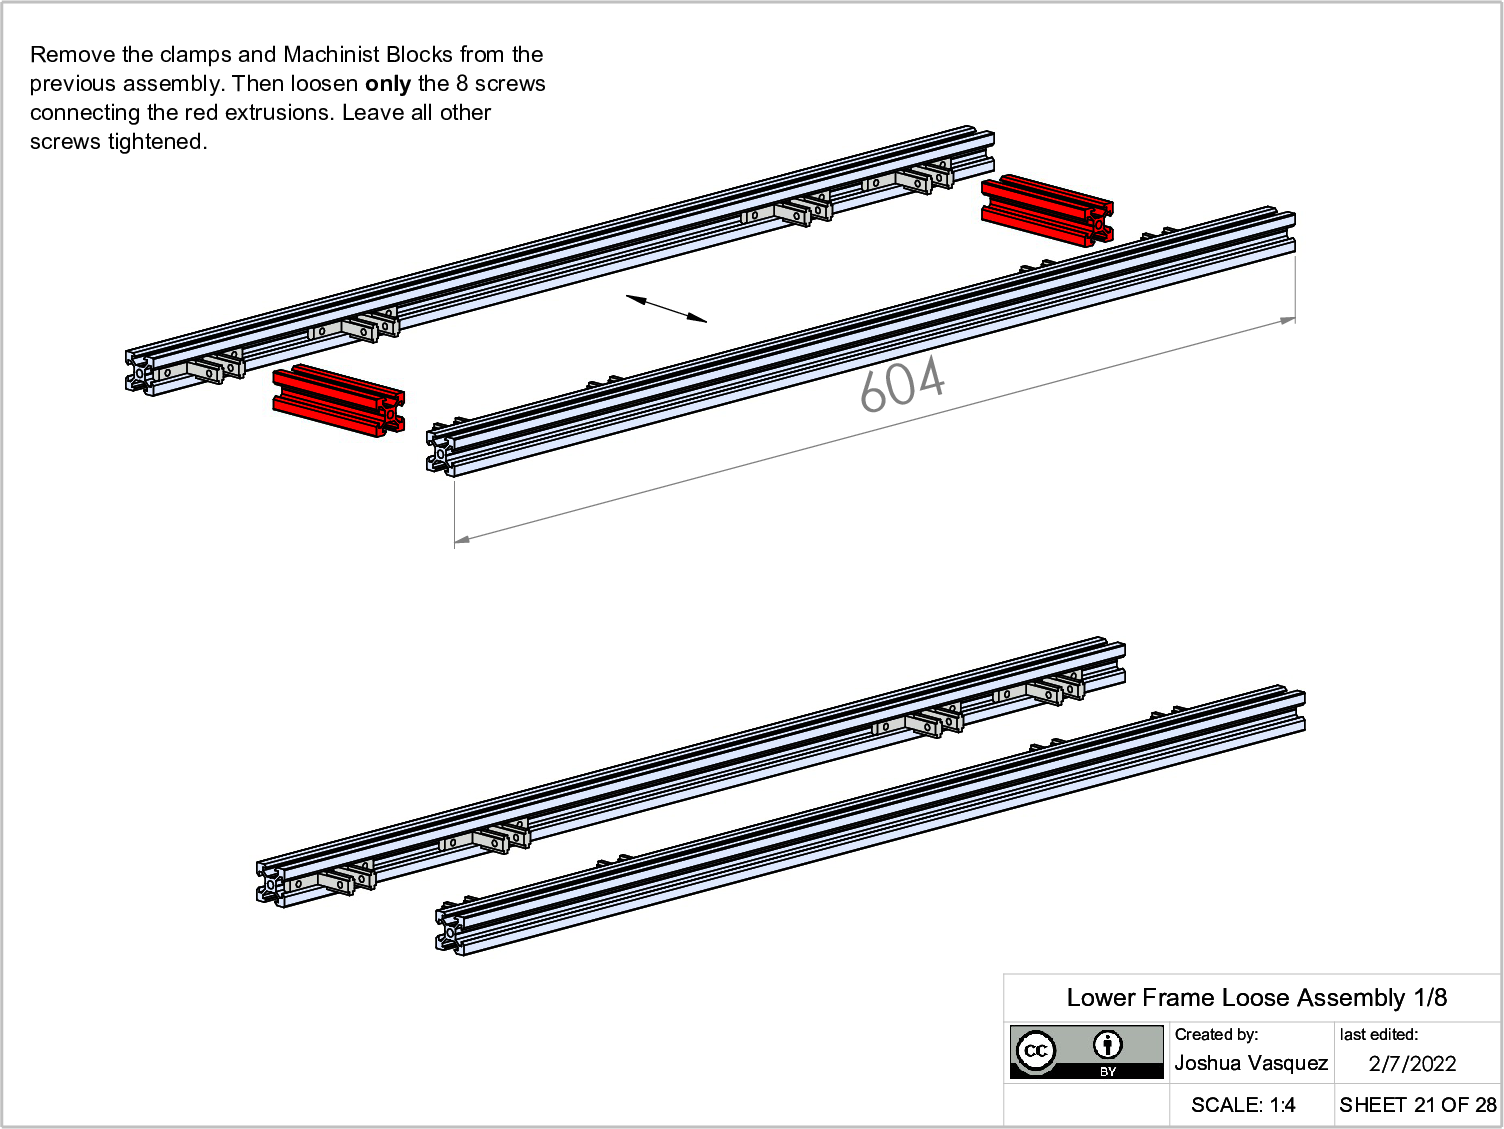 Remove the clamps and Machinist Blocks from the
previous assembly. Then loosen only the 8 screws
connecting the red extrusions. Leave all other
screws tightened.
604
Lower Frame Loose Assembly 1/8
cc
BY
Created by:
Joshua Vasquez
last edited:
2/7/2022
SCALE: 1:4
SHEET 21 OF 28